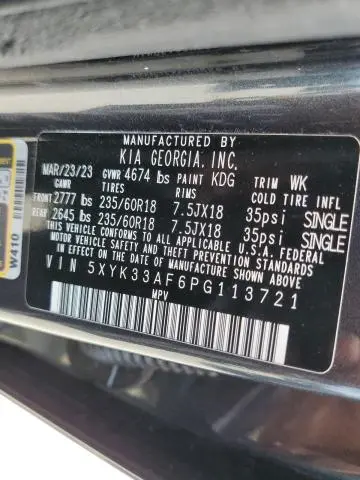 MANUFACTURED BY
KIA GEORGIA. INC.
MAR/23/23 GVWR 4674 lbs PAINT KDG TRIM WK
GAWR TIRES RIMS COLD TIRE INFL
FRONT 2777 lbs 235/60R18 7.5JX18 35psi SINGLE
REAR 2645 lbs 235/60R18 7.5JX18 35psi SINGLE
THIS VEHICLE CONFORMS TO ALL APPLICABLE U.S.A. FEDERAL
MOTOR VEHICLE SAFETY, BUMPER, AND
THEFT PREVENTION STANDARDS IN EFFECT ON THE DATE OF
MANUFACTURE SHOWN ABOVE.
VIN 5XYK33AF6PG113721
MPV
W410